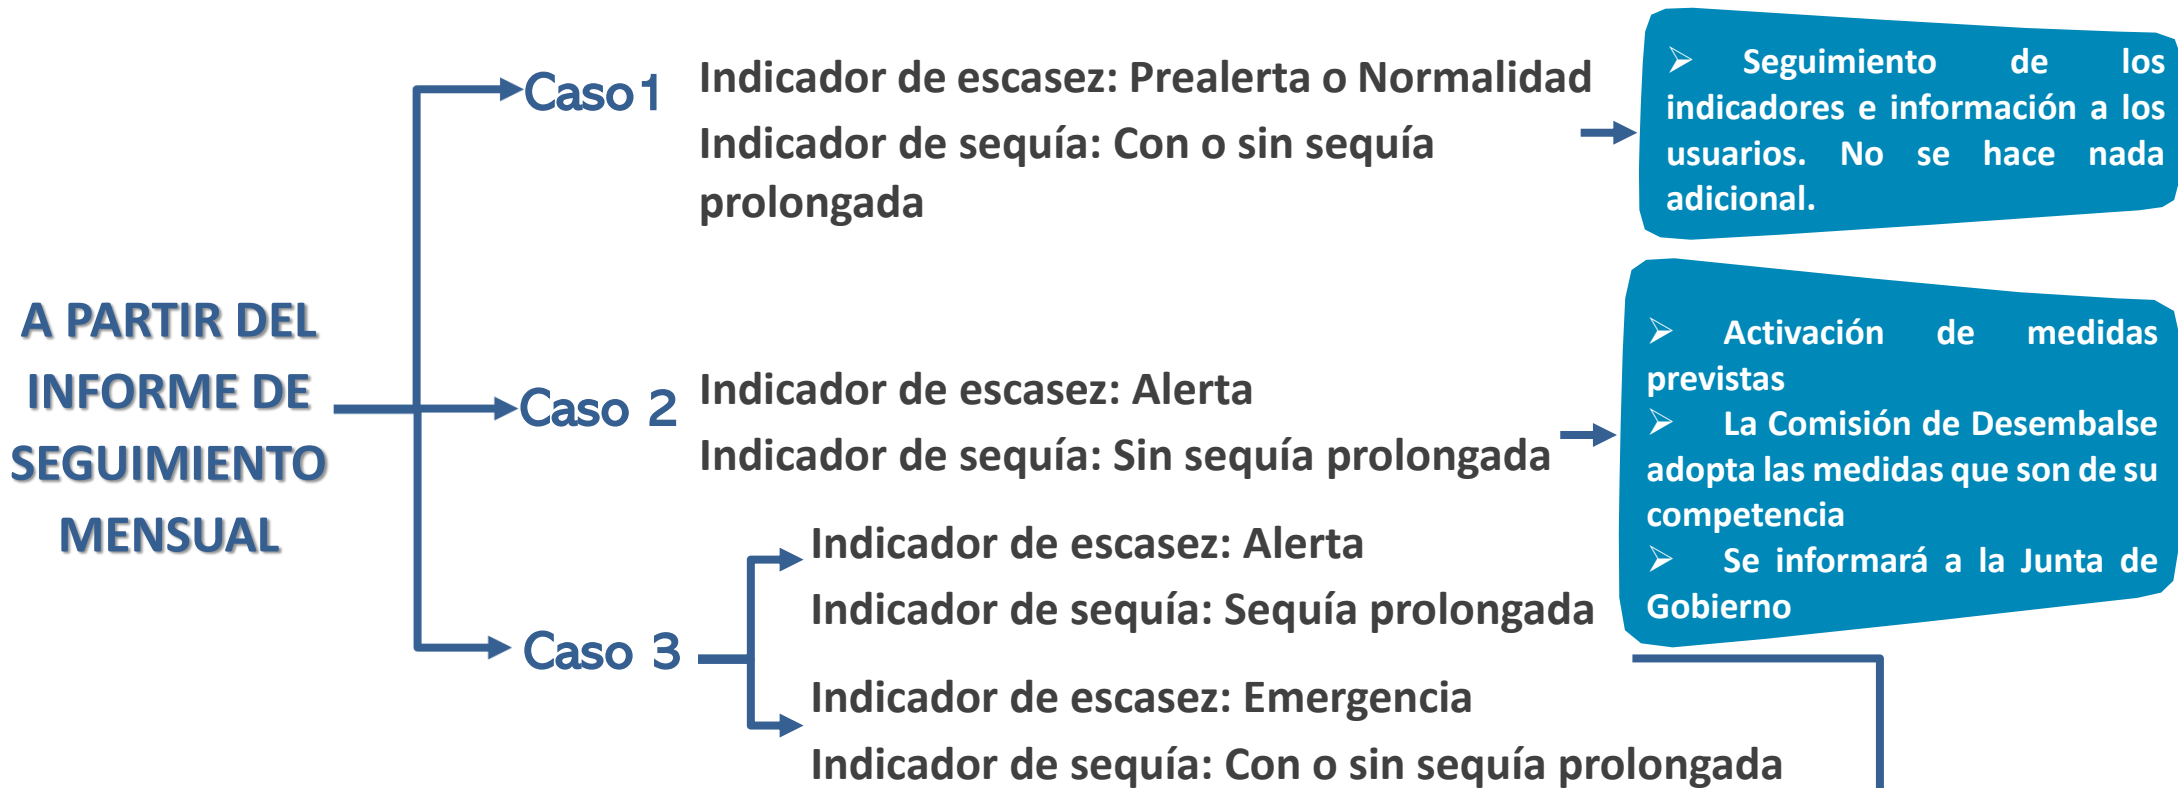 A PARTIR DEL
INFORME DE
SEGUIMIENTO
MENSUAL
Caso 1
Indicador de escasez: Prealerta o Normalidad
Indicador de sequía: Con o sin sequía
prolongada
➢ Seguimiento de los
indicadores e información a los
usuarios. No se hace nada
adicional.
Caso 2
Indicador de escasez: Alerta
Indicador de sequía: Sin sequía prolongada
➢ Activación de medidas
previstas
➢ La Comisión de Desembalse
adopta las medidas que son de su
competencia
➢ Se informará a la Junta de
Gobierno
Caso 3
Indicador de escasez: Alerta
Indicador de sequía: Sequía prolongada
Indicador de escasez: Emergencia
Indicador de sequía: Con o sin sequía prolongada